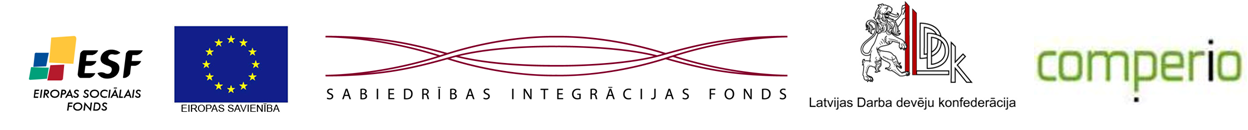 ESF
EIROPAS SOCIĀLAIS
FONDS
EIROPAS SAVIENĪBA
SABIEDRĪBAS INTEGRĀCIJAS FONDS
LDDK
Latvijas Darba devēju konfederācija
comperio